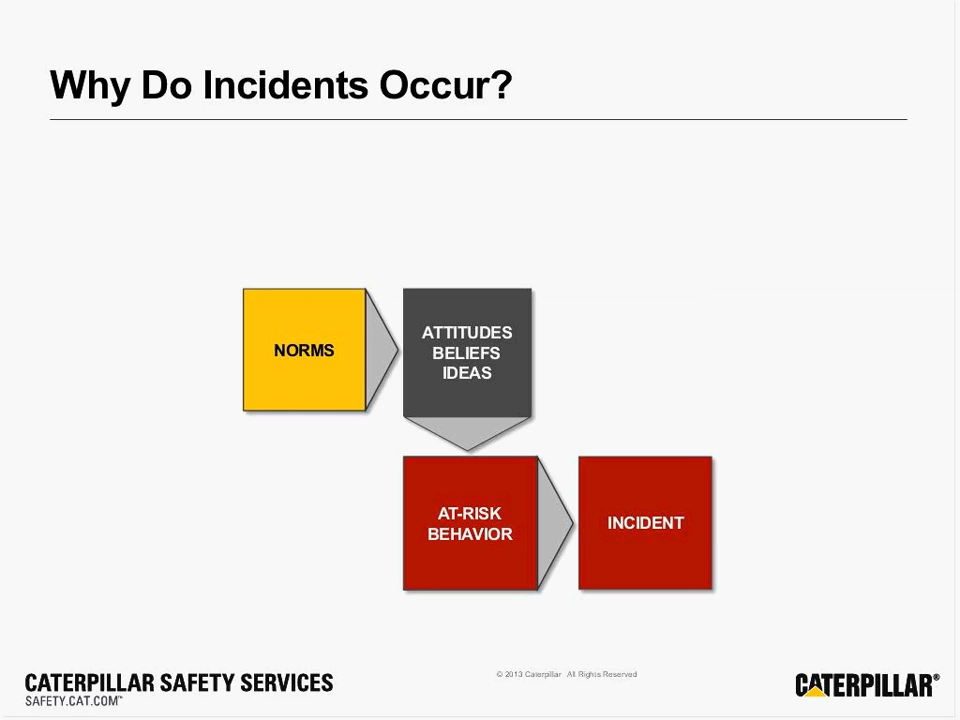 Why Do Incidents Occur?
NORMS
ATTITUDES
BELIEFS
IDEAS
AT-RISK
BEHAVIOR
INCIDENT
© 2013 Caterpillar All Rights Reserved
CATERPILLAR SAFETY SERVICES
SAFETY.CAT.COM™
CATERPILLAR®